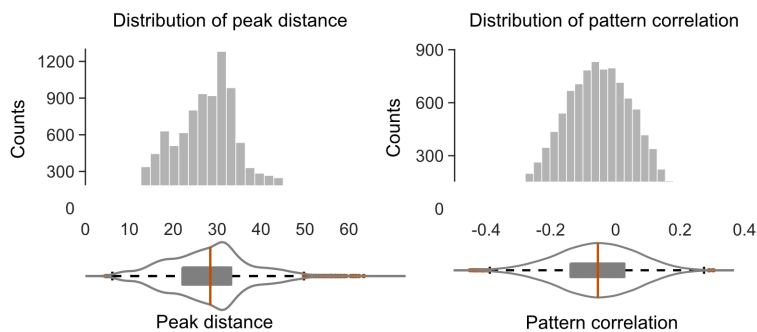 Distribution of peak distance
Counts
1200
900
600
300
0
0 10 20 30 40 50 60
Peak distance
Distribution of pattern correlation
Counts
900
600
300
0
-0.4 -0.2 0 0.2 0.4
Pattern correlation